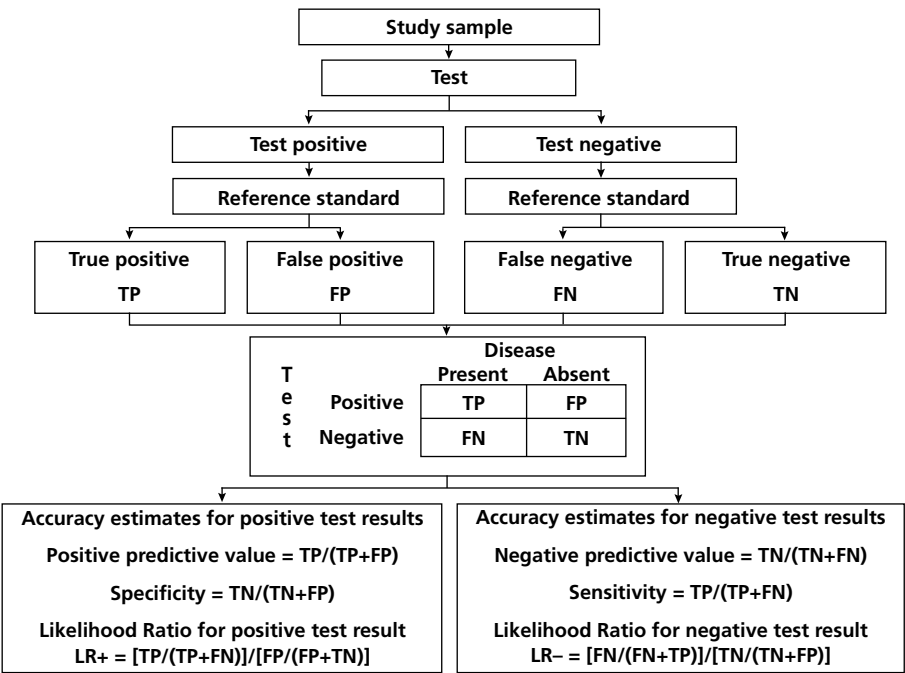 Study sample
Test
Test positive
Test negative
Reference standard
Reference standard
True positive
TP
False positive
FP
False negative
FN
True negative
TN
Disease
Present Absent
Test
Positive TP FP
Negative FN TN
Accuracy estimates for positive test results
Positive predictive value = TP/(TP+FP)
Specificity = TN/(TN+FP)
Likelihood Ratio for positive test result
LR+ = [TP/(TP+FN)]/[FP/(FP+TN)]
Accuracy estimates for negative test results
Negative predictive value = TN/(TN+FN)
Sensitivity = TP/(TP+FN)
Likelihood Ratio for negative test result
LR– = [FN/(FN+TP)]/[TN/(TN+FP)]